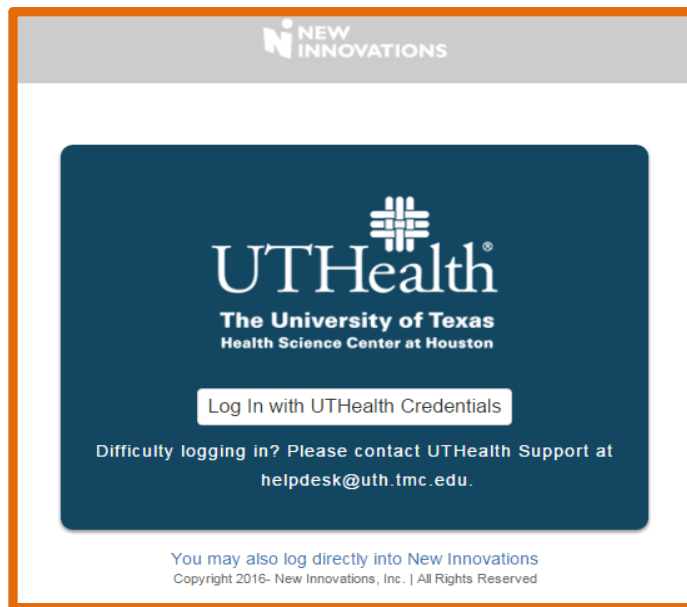 NEW
INNOVATIONS
UTHealth®
The University of Texas
Health Science Center at Houston
Log In with UTHealth Credentials
Difficulty logging in? Please contact UTHealth Support at
helpdesk@uth.tmc.edu.
You may also log directly into New Innovations
Copyright 2016- New Innovations, Inc. | All Rights Reserved